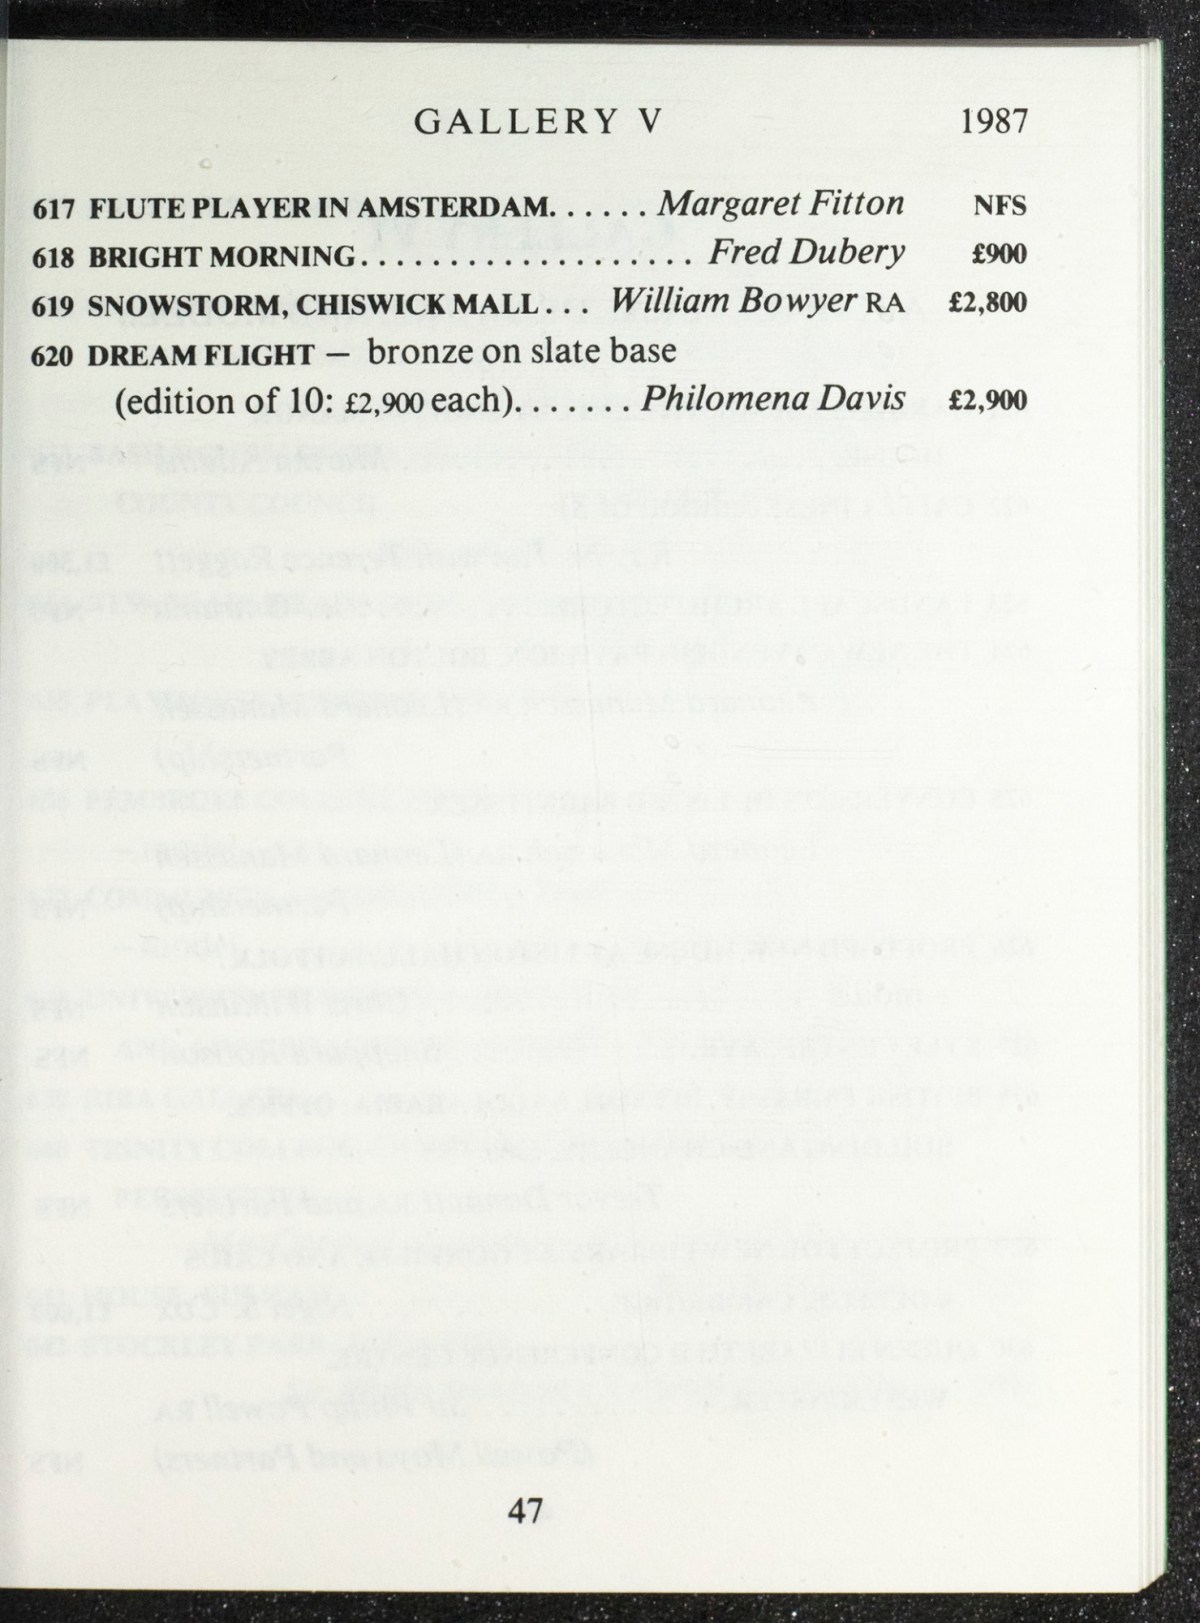 GALLERY V 1987
617 FLUTE PLAYER IN AMSTERDAM. . . . . . Margaret Fitton NFS
618 BRIGHT MORNING. . . . . . . . . . . . . . . . . . . Fred Dubery £900
619 SNOWSTORM, CHISWICK MALL . . . William Bowyer RA £2,800
620 DREAM FLIGHT — bronze on slate base
(edition of 10: £2,900 each). . . . . . . Philomena Davis £2,900
47